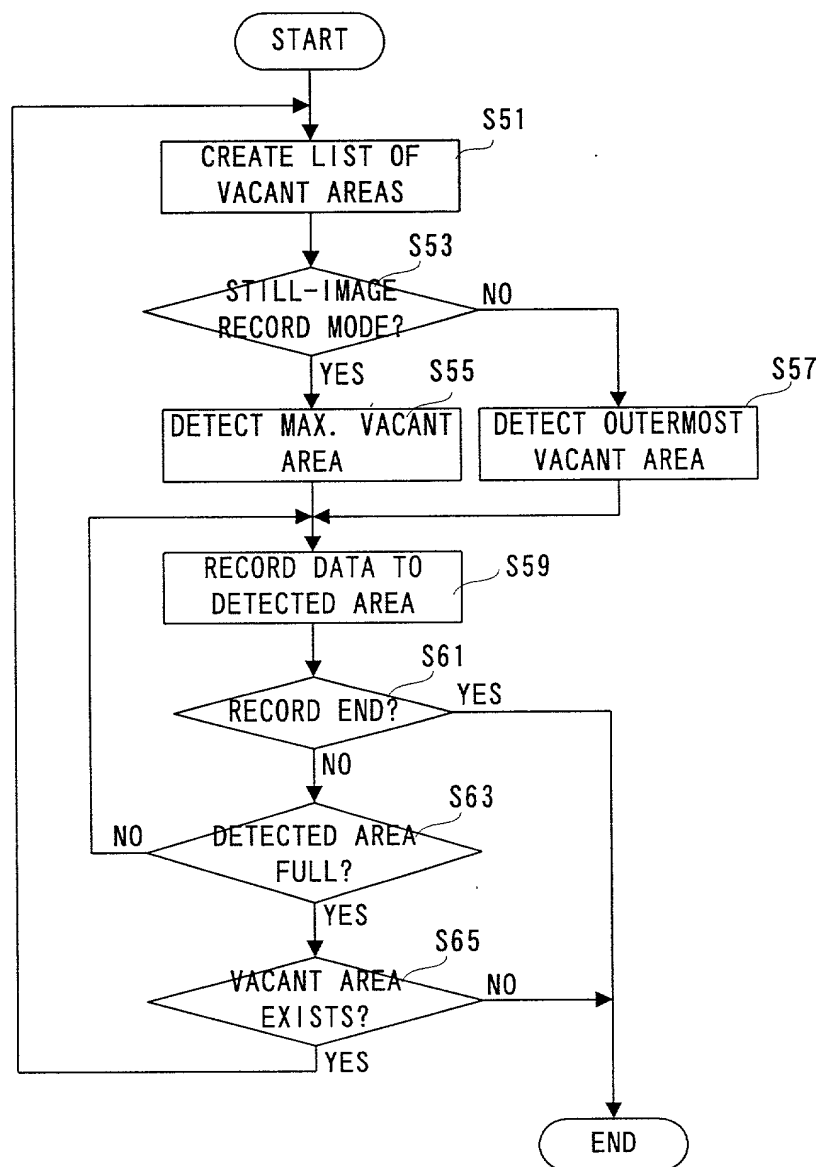 START
S51
CREATE LIST OF
VACANT AREAS
S53
STILL-IMAGE
RECORD MODE?
NO
YES
S55
S57
DETECT MAX. VACANT
AREA
DETECT OUTERMOST
VACANT AREA
RECORD DATA TO
DETECTED AREA
S59
S61
RECORD END?
YES
NO
S63
DETECTED AREA
FULL?
NO
YES
S65
VACANT AREA
EXISTS?
NO
YES
END